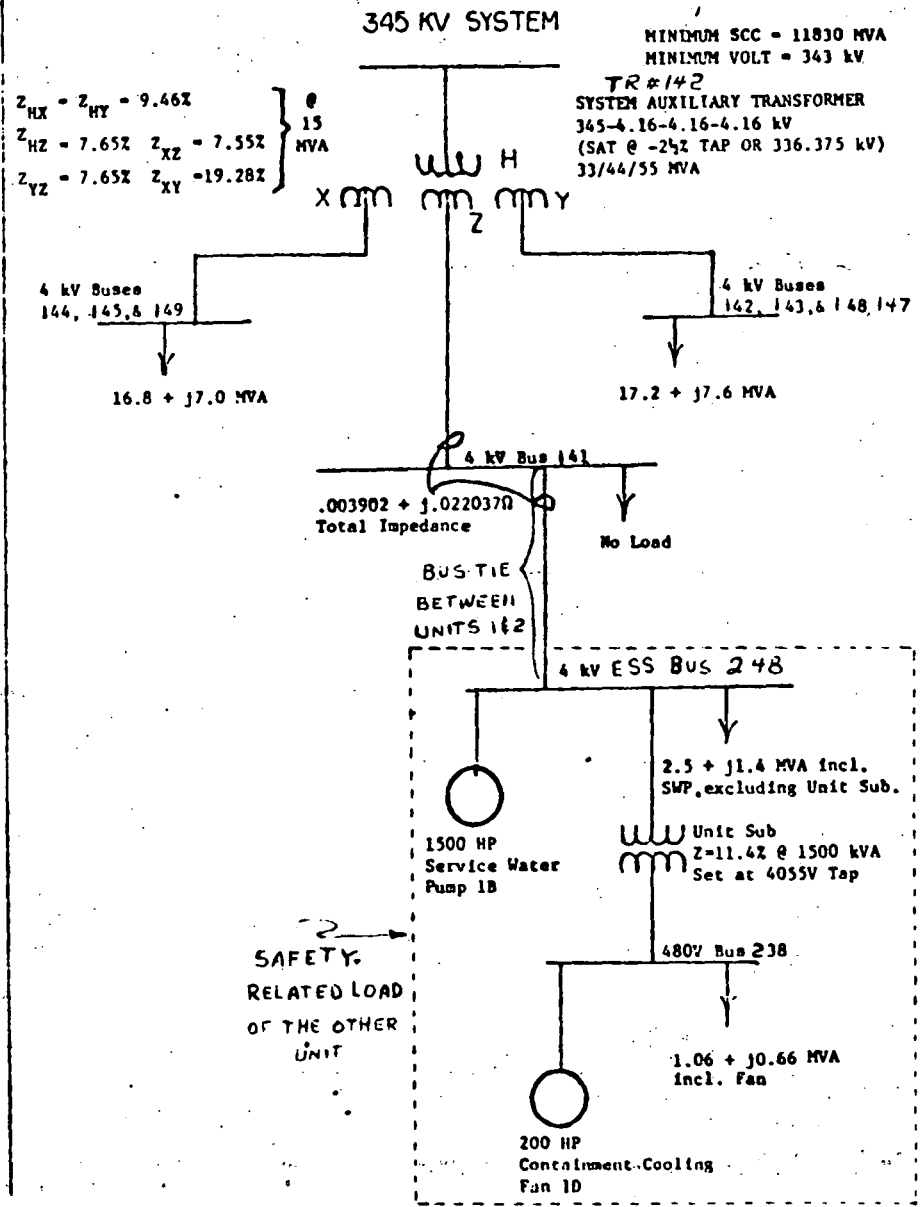 345 KV SYSTEM
MINIMUM SCC = 11830 MVA
MINIMUM VOLT = 343 kV
TR #142
SYSTEM AUXILIARY TRANSFORMER
345-4.16-4.16-4.16 kV
(SAT @ -2½% TAP OR 336.375 kV)
33/44/55 MVA
Z_HX = Z_HY = 9.46%
Z_HZ = 7.65% Z_XZ = 7.55%
Z_YZ = 7.65% Z_XY =19.28%
@
15
MVA
H
X
Y
Z
4 kV Buses
144, 145,& 149
4 kV Buses
142, 143,& 148, 147
16.8 + j7.0 MVA
17.2 + j7.6 MVA
4 kV Bus 141
.003902 + j.022037Ω
Total Impedance
No Load
BUS-TIE
BETWEEN
UNITS 1&2
4 kV ESS BUS 248
2.5 + j1.4 MVA incl.
SWP, excluding Unit Sub.
1500 HP
Service Water
Pump 1B
Unit Sub
Z=11.4% @ 1500 kVA
Set at 4055V Tap
480V Bus 238
SAFETY-
RELATED LOAD
OF THE OTHER
UNIT
1.06 + j0.66 MVA
incl. Fan
200 HP
Containment Cooling
Fan 1D